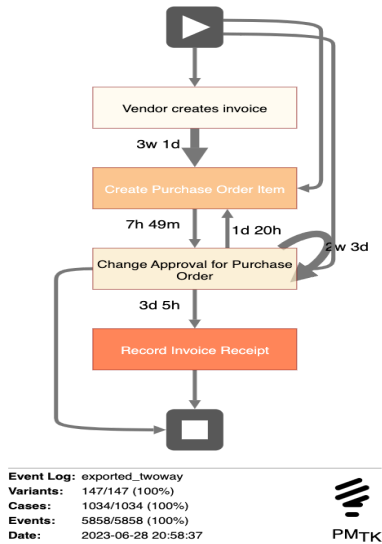 Vendor creates invoice
3w 1d
Create Purchase Order Item
7h 49m
1d 20h
2w 3d
Change Approval for Purchase
Order
3d 5h
Record Invoice Receipt
Event Log: exported_twoway
Variants: 147/147 (100%)
Cases: 1034/1034 (100%)
Events: 5858/5858 (100%)
Date: 2023-06-28 20:58:37
PMTK